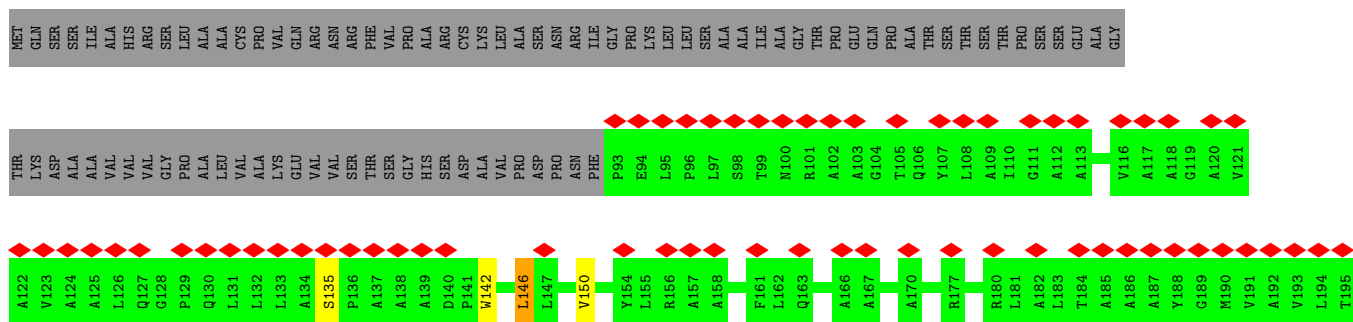 MET GLN SER SER ILE ALA HIS ARG SER LEU ALA ALA CYS PRO VAL GLN ARG ASN ARG PHE VAL PRO ALA ARG CYS LYS LEU ALA SER ASN ARG ILE GLY PRO LYS LEU LEU SER ALA ALA ILE ALA GLY THR PRO GLU GLN PRO ALA THR SER THR SER THR PRO SER SER GLU ALA GLY
THR LYS ASP ALA ALA VAL VAL VAL GLY PRO ALA LEU VAL ALA LYS GLU VAL VAL SER THR SER GLY HIS SER ASP ALA VAL PRO ASP PRO ASN PHE P93 E94 L95 P96 L97 S98 T99 N100 R101 A102 A103 G104 T105 Q106 Y107 L108 A109 I110 G111 A112 A113 V116 A117 A118 G119 A120 V121
A122 V123 A124 A125 L126 Q127 G128 P129 Q130 L131 L132 L133 A134 S135 P136 A137 A138 A139 D140 P141 W142 L146 L147 V150 Y154 L155 R156 A157 A158 F161 L162 Q163 A166 A167 A170 R177 R180 L181 A182 L183 T184 A185 A186 A187 Y188 G189 M190 V191 A192 V193 L194 T195